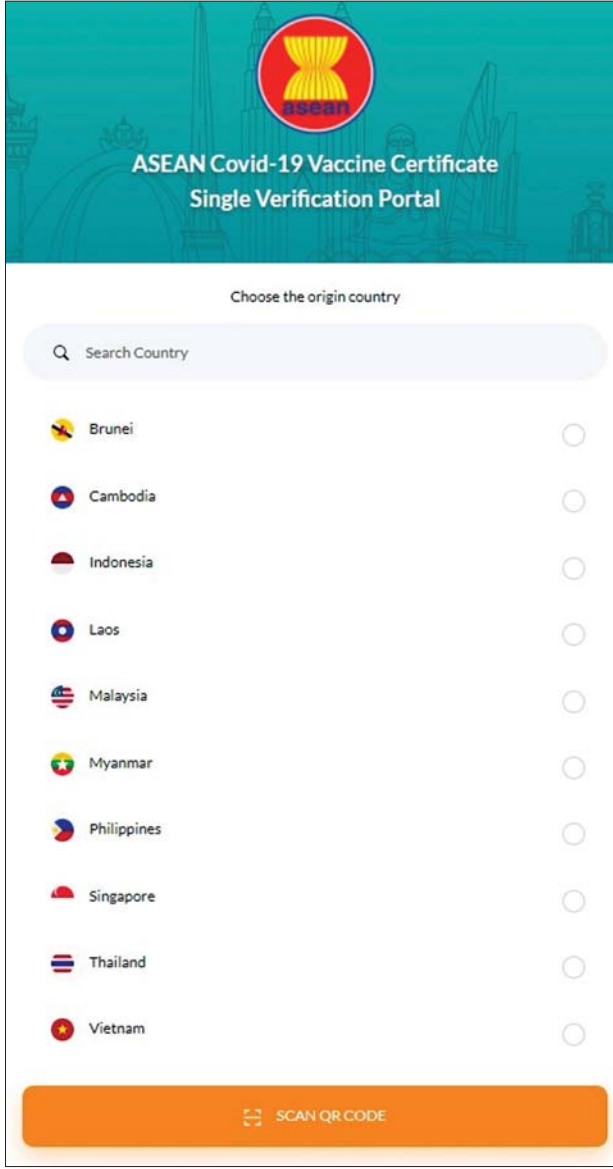 asean
ASEAN Covid-19 Vaccine Certificate
Single Verification Portal
Choose the origin country
Search Country
Brunei
Cambodia
Indonesia
Laos
Malaysia
Myanmar
Philippines
Singapore
Thailand
Vietnam
SCAN QR CODE